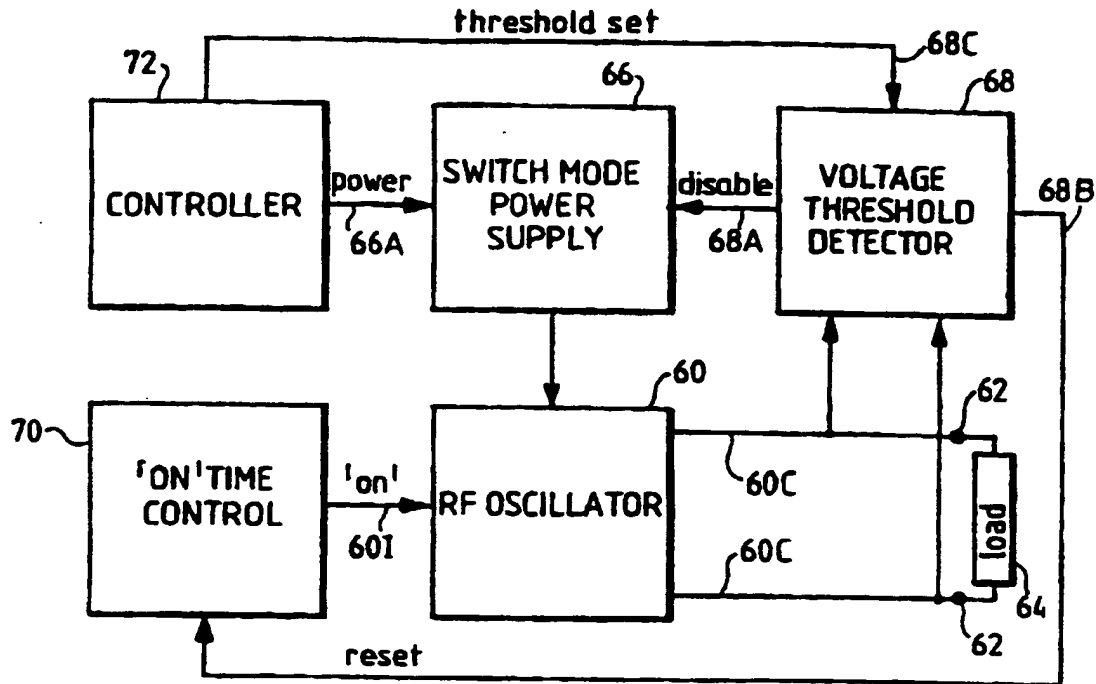 threshold set
68C
72
66
68
CONTROLLER
power
66A
SWITCH MODE
POWER
SUPPLY
disable
68A
VOLTAGE
THRESHOLD
DETECTOR
68B
70
'ON' TIME
CONTROL
'on'
60I
60
RF OSCILLATOR
60C
60C
62
load
64
62
reset